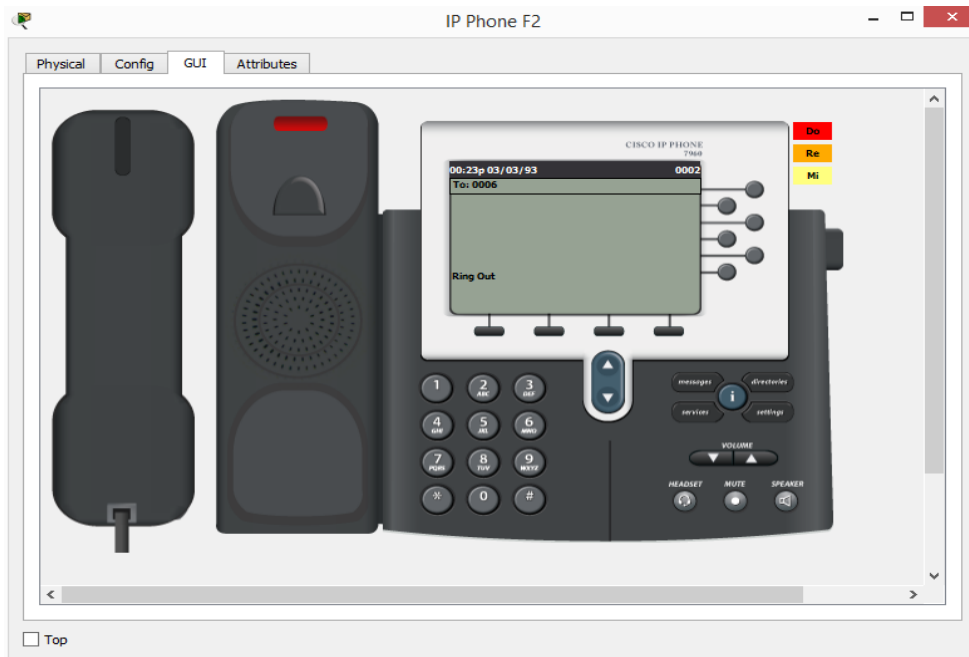 IP Phone F2
Physical Config GUI Attributes
CISCO IP PHONE
7960
00:23p 03/03/93 0002
To: 0006
Ring Out
Do
Re
Mi
1 2 3
ABC DEF
4 5 6
GHI JKL MNO
7 8 9
PQRS TUV WXYZ
* 0 #
messages directories
i
services settings
VOLUME
HEADSET MUTE SPEAKER
Top